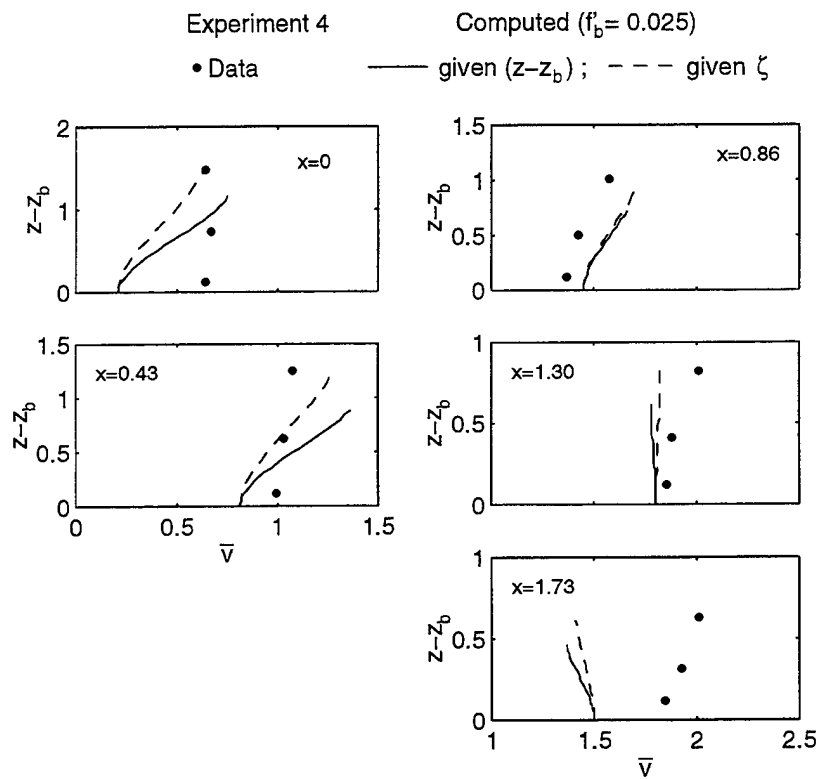 Experiment 4 Computed (f'b= 0.025)
● Data —— given (z−zb) ; − − − given ζ
2
1
0
z−zb
x=0
1.5
1
0.5
0
z−zb
x=0.86
1.5
1
0.5
0
z−zb
x=0.43
0 0.5 1 1.5
v̅
1
0.5
0
z−zb
x=1.30
1
0.5
0
z−zb
x=1.73
1 1.5 2 2.5
v̅